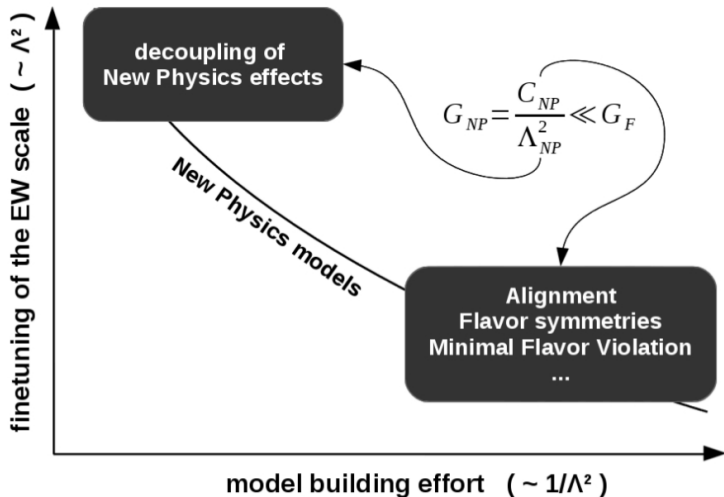 finetuning of the EW scale ( ~ Λ² )
decoupling of
New Physics effects
G_NP = C_NP / Λ²_NP ≪ G_F
New Physics models
Alignment
Flavor symmetries
Minimal Flavor Violation
...
model building effort ( ~ 1/Λ² )